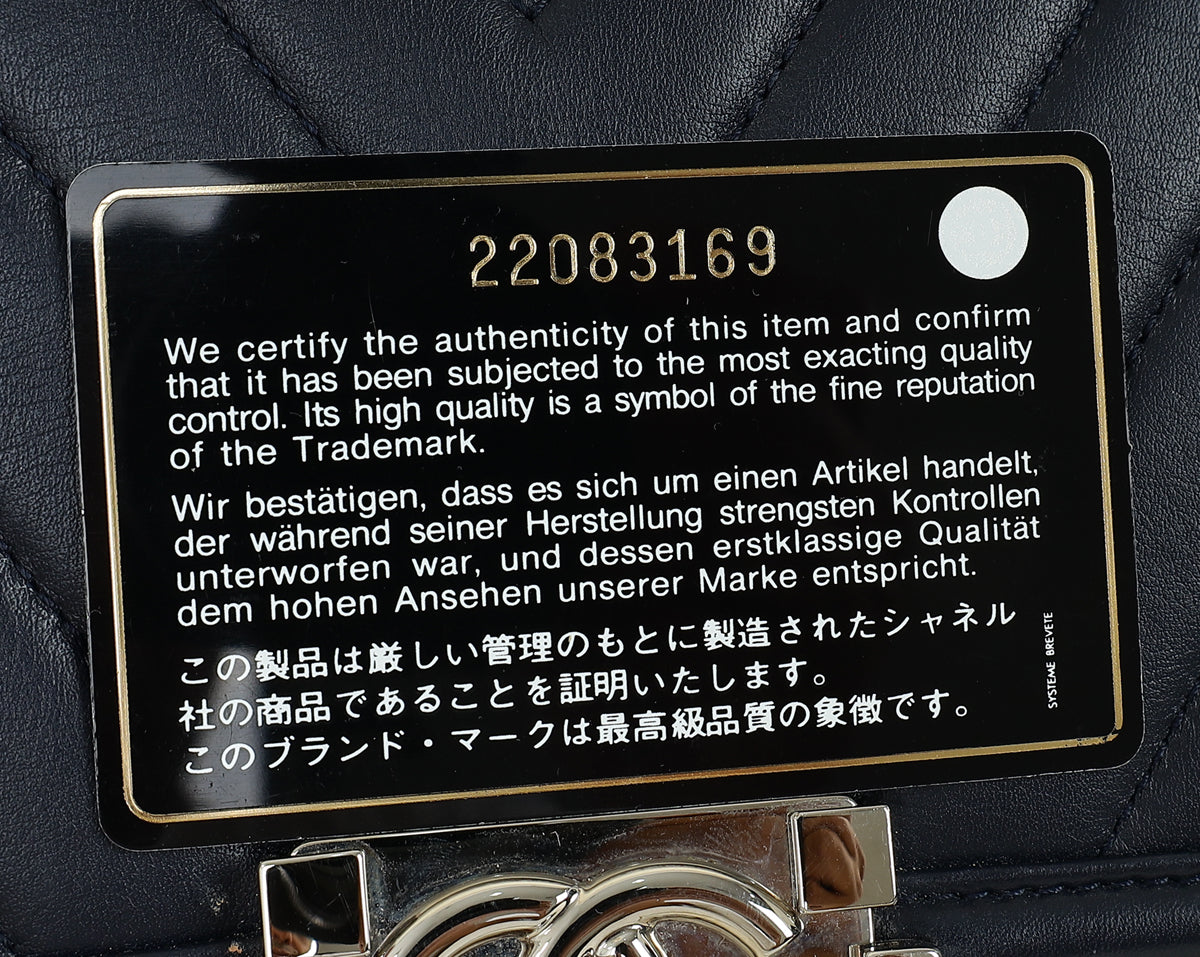 22083169
We certify the authenticity of this item and confirm
that it has been subjected to the most exacting quality
control. Its high quality is a symbol of the fine reputation
of the Trademark.
Wir bestätigen, dass es sich um einen Artikel handelt,
der während seiner Herstellung strengsten Kontrollen
unterworfen war, und dessen erstklassige Qualität
dem hohen Ansehen unserer Marke entspricht.
この製品は厳しい管理のもとに製造されたシャネル
社の商品であることを証明いたします。
このブランド・マークは最高級品質の象徴です。
SYSTEME BREVETE